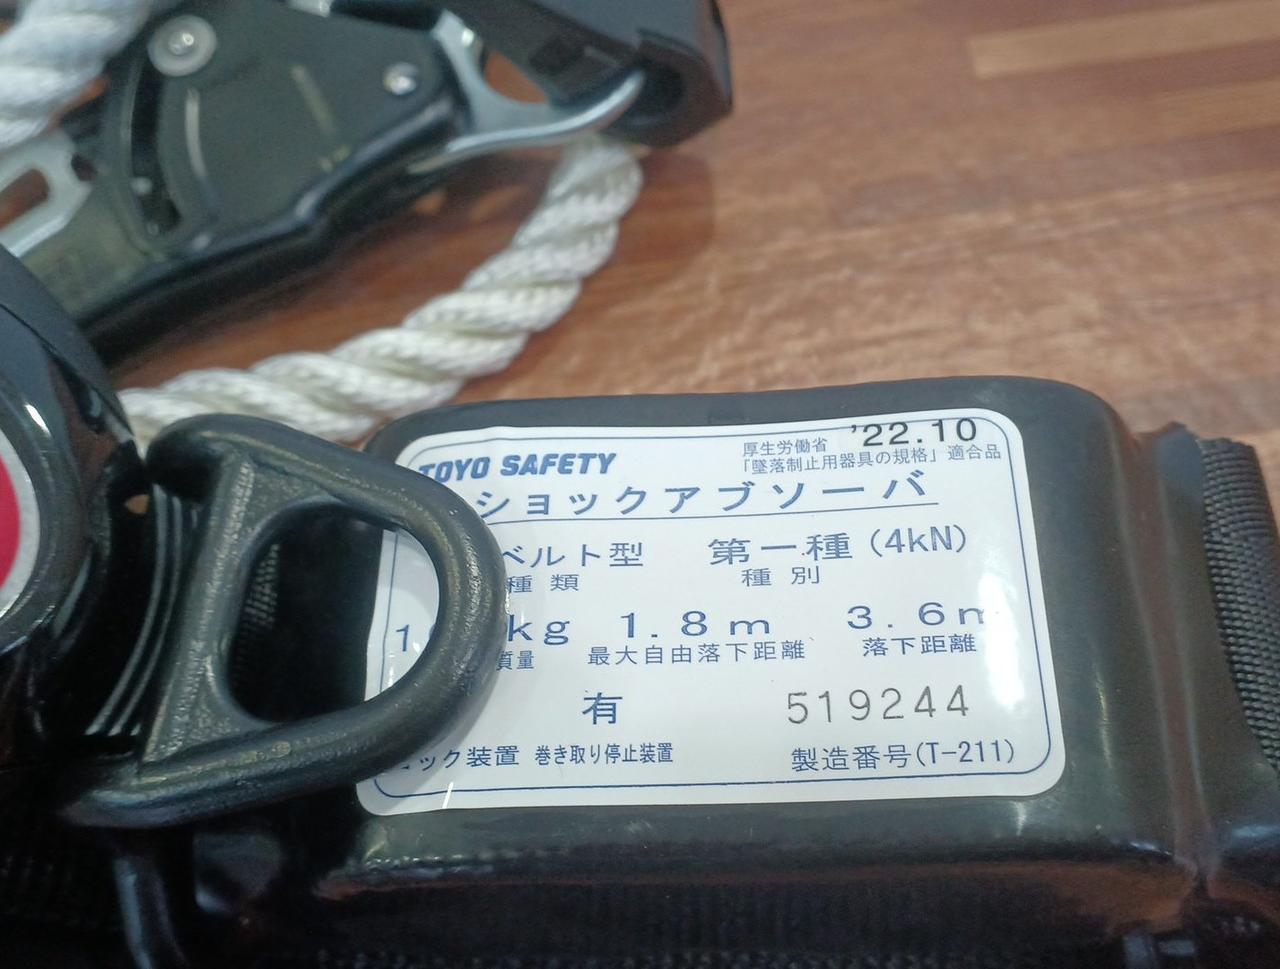 TOYO SAFETY
厚生労働省 '22.10
「墜落制止用器具の規格」適合品
ショックアブソーバ
ベルト型 第一種(4kN)
種類 種別
kg 1.8m 3.6m
質量 最大自由落下距離 落下距離
有 519244
ック装置 巻き取り停止装置 製造番号(T-211)